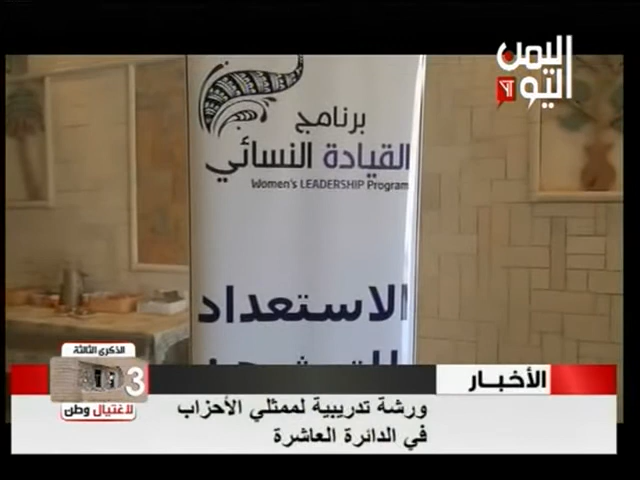 اليمن
اليوم
برنامج
القيادة النسائي
Women's LEADERSHIP Program
الاستعداد
الذكرى الثالثة
3
لاغتيال وطن
الأخبار
ورشة تدريبية لممثلي الأحزاب
في الدائرة العاشرة